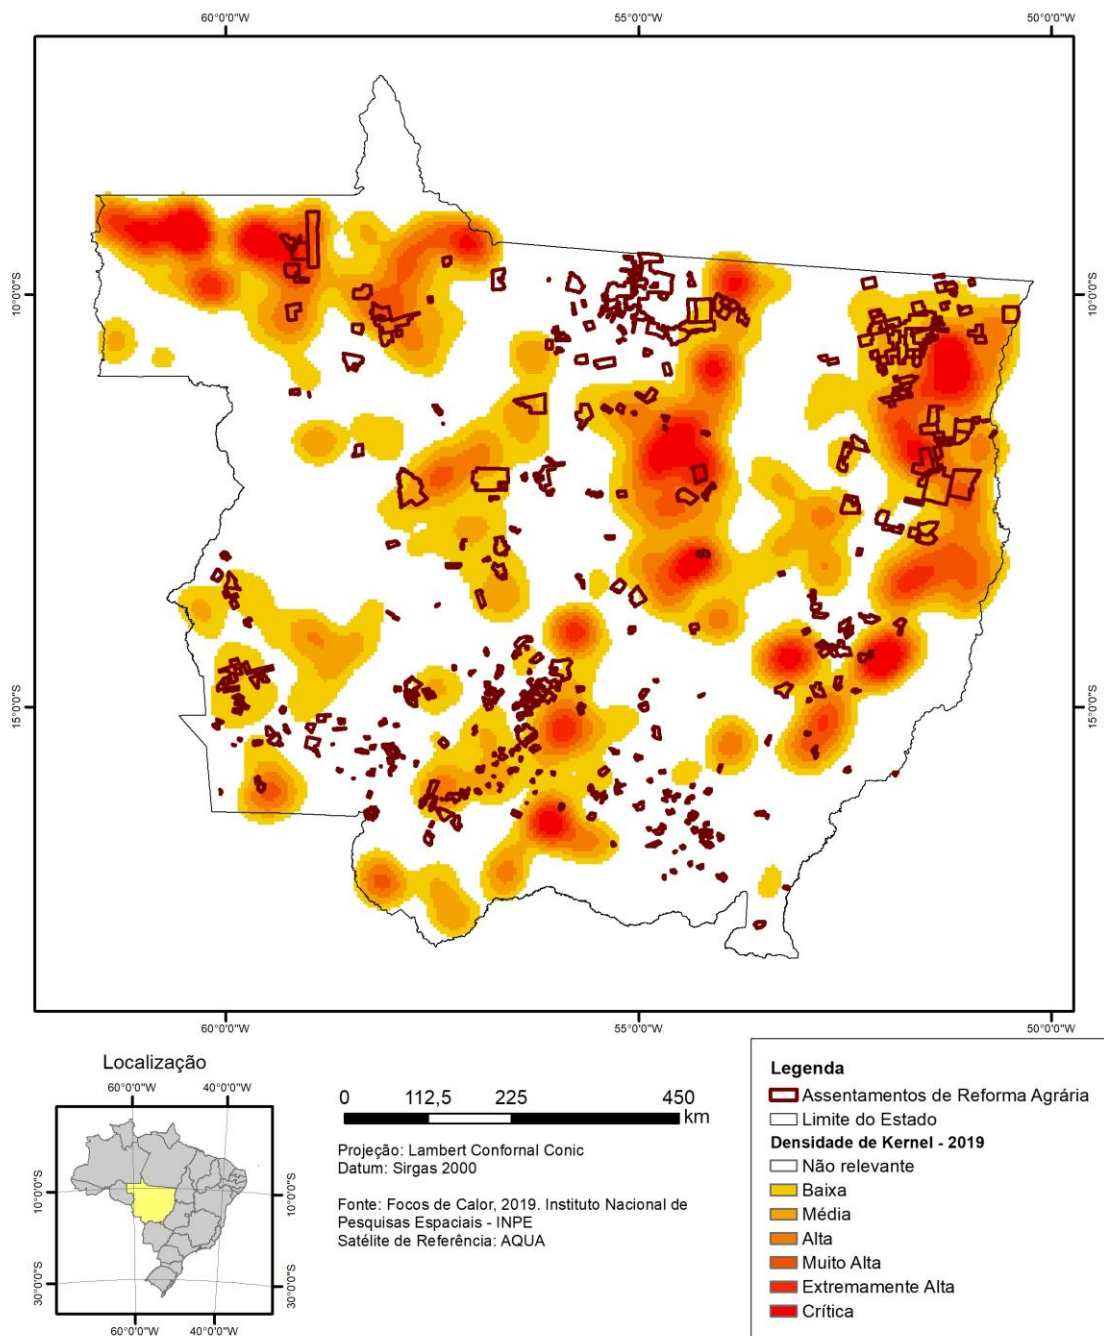 60°0'0"W 55°0'0"W 50°0'0"W
10°0'0"S 10°0'0"S
15°0'0"S 15°0'0"S
60°0'0"W 55°0'0"W 50°0'0"W
Localização
60°0'0"W 40°0'0"W
10°0'0"S 10°0'0"S
30°0'0"S 30°0'0"S
60°0'0"W 40°0'0"W
0 112,5 225 450
km
Projeção: Lambert Confornal Conic
Datum: Sirgas 2000
Fonte: Focos de Calor, 2019. Instituto Nacional de
Pesquisas Espaciais - INPE
Satélite de Referência: AQUA
Legenda
Assentamentos de Reforma Agrária
Limite do Estado
Densidade de Kernel - 2019
Não relevante
Baixa
Média
Alta
Muito Alta
Extremamente Alta
Crítica